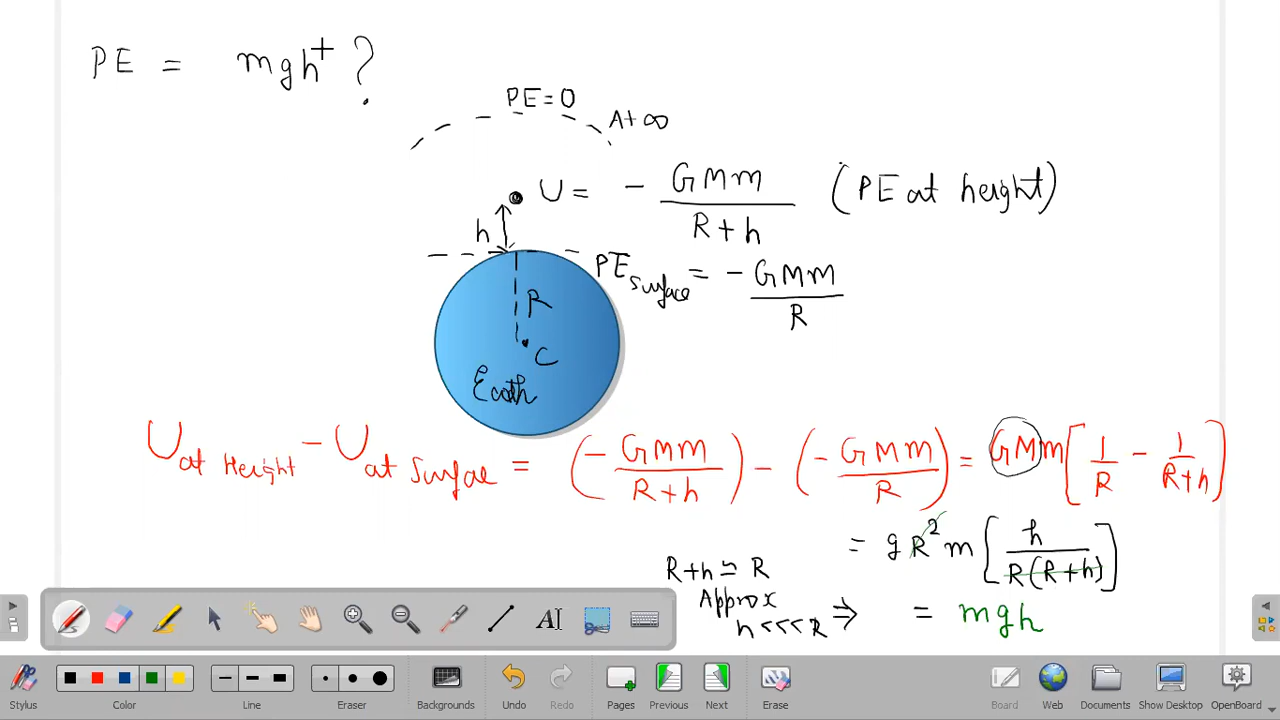 PE = mgh+ ?
PE = 0
At ∞
U = - GMm / R+h (PE at height)
h
PE surface = - GMm / R
R
C
Earth
U at Height - U at Surface = (- GMm / R+h) - (- GMm / R) = GMm [1/R - 1/R+h]
= gR² m [h / R(R+h)]
R+h ≃ R
Approx
h <<< R ⇒ = mgh
AI
Stylus Color Line Eraser Backgrounds Undo Redo Pages Previous Next Erase Board Web Documents Show Desktop OpenBoard